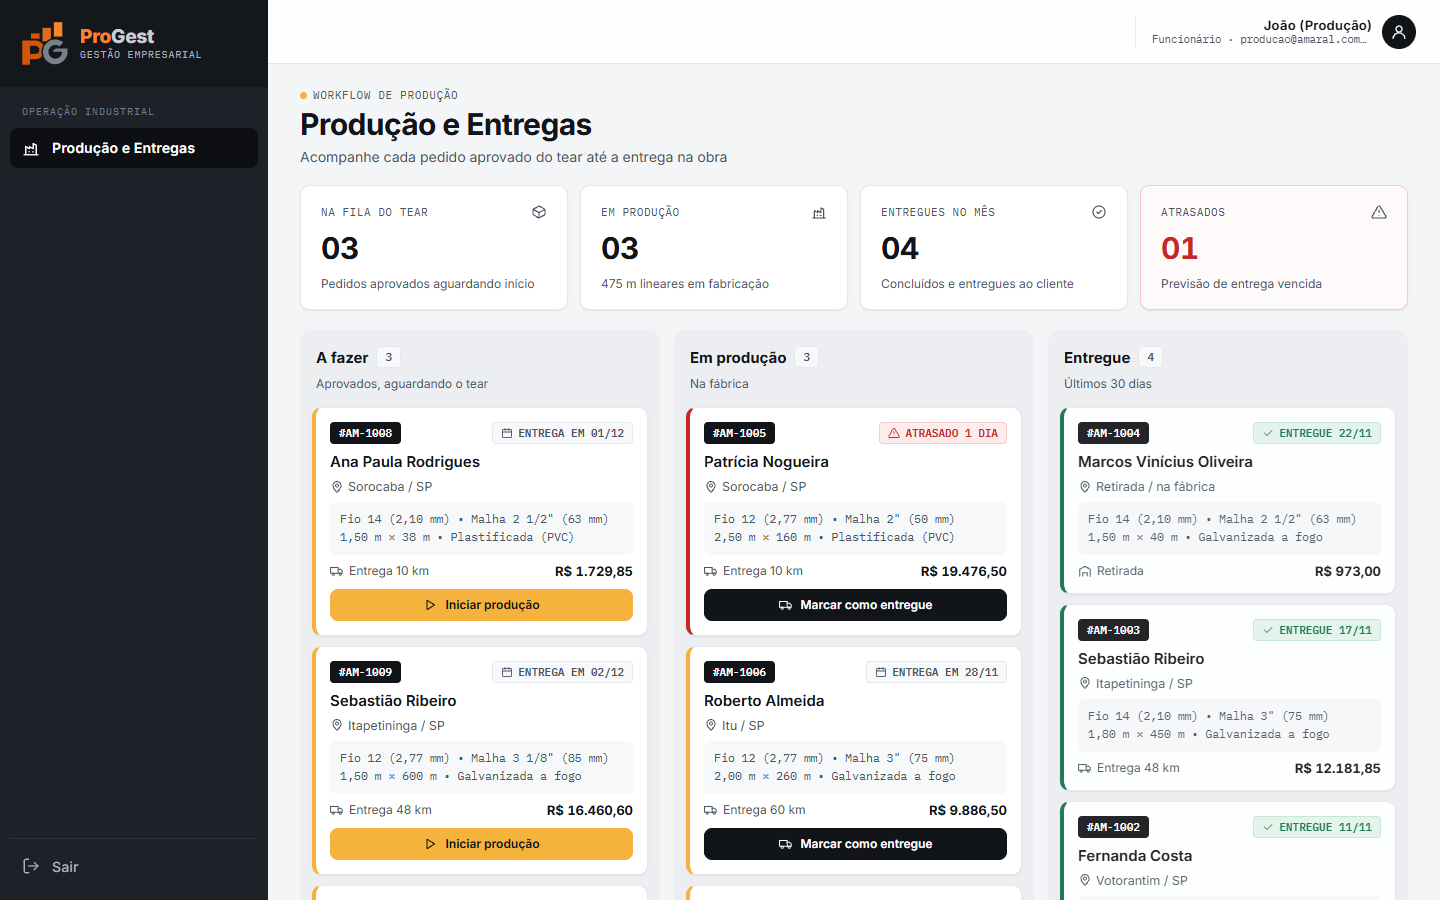 PG
ProGest
GESTÃO EMPRESARIAL
OPERAÇÃO INDUSTRIAL
Produção e Entregas
Sair
João (Produção)
Funcionário · producao@amaral.com…
WORKFLOW DE PRODUÇÃO
Produção e Entregas
Acompanhe cada pedido aprovado do tear até a entrega na obra
NA FILA DO TEAR
03
Pedidos aprovados aguardando início
EM PRODUÇÃO
03
475 m lineares em fabricação
ENTREGUES NO MÊS
04
Concluídos e entregues ao cliente
ATRASADOS
01
Previsão de entrega vencida
A fazer 3
Aprovados, aguardando o tear
#AM-1008 ENTREGA EM 01/12
Ana Paula Rodrigues
Sorocaba / SP
Fio 14 (2,10 mm) • Malha 2 1/2" (63 mm)
1,50 m × 38 m • Plastificada (PVC)
Entrega 10 km R$ 1.729,85
Iniciar produção
#AM-1009 ENTREGA EM 02/12
Sebastião Ribeiro
Itapetininga / SP
Fio 12 (2,77 mm) • Malha 3 1/8" (85 mm)
1,50 m × 600 m • Galvanizada a fogo
Entrega 48 km R$ 16.460,60
Iniciar produção
Em produção 3
Na fábrica
#AM-1005 ATRASADO 1 DIA
Patrícia Nogueira
Sorocaba / SP
Fio 12 (2,77 mm) • Malha 2" (50 mm)
2,50 m × 160 m • Plastificada (PVC)
Entrega 10 km R$ 19.476,50
Marcar como entregue
#AM-1006 ENTREGA EM 28/11
Roberto Almeida
Itu / SP
Fio 12 (2,77 mm) • Malha 3" (75 mm)
2,00 m × 260 m • Galvanizada a fogo
Entrega 60 km R$ 9.886,50
Marcar como entregue
Entregue 4
Últimos 30 dias
#AM-1004 ENTREGUE 22/11
Marcos Vinícius Oliveira
Retirada / na fábrica
Fio 14 (2,10 mm) • Malha 2 1/2" (63 mm)
1,50 m × 40 m • Galvanizada a fogo
Retirada R$ 973,00
#AM-1003 ENTREGUE 17/11
Sebastião Ribeiro
Itapetininga / SP
Fio 14 (2,10 mm) • Malha 3" (75 mm)
1,80 m × 450 m • Galvanizada a fogo
Entrega 48 km R$ 12.181,85
#AM-1002 ENTREGUE 11/11
Fernanda Costa
Votorantim / SP